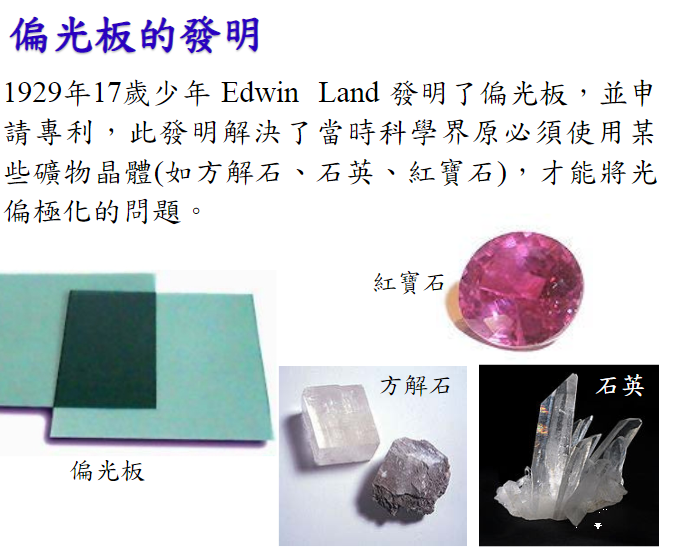 偏光板的發明
1929年17歲少年 Edwin Land 發明了偏光板，並申
請專利，此發明解決了當時科學界原必須使用某
些礦物晶體(如方解石、石英、紅寶石)，才能將光
偏極化的問題。
紅寶石
方解石
石英
偏光板